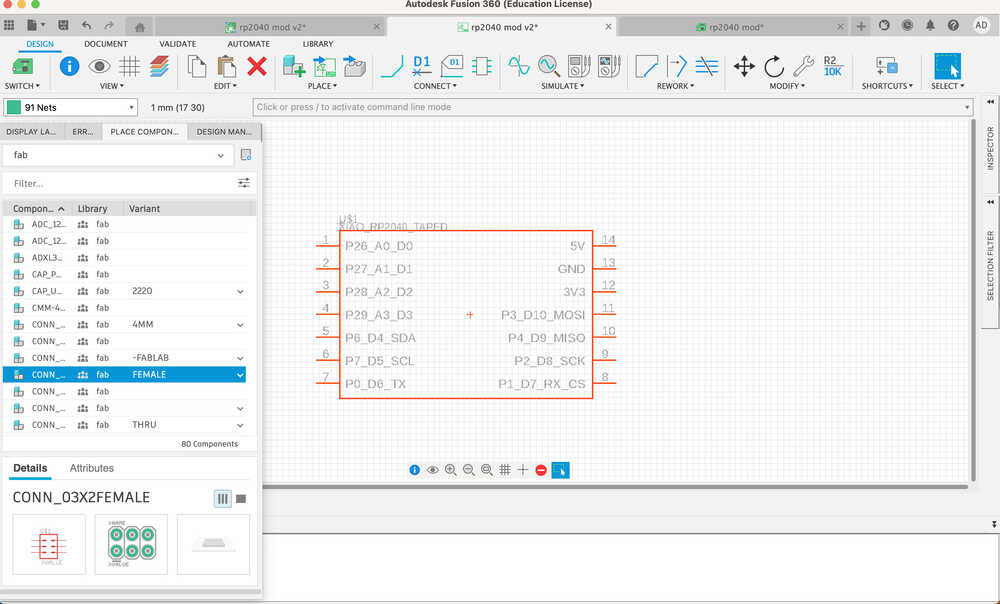 Autodesk Fusion 360 (Education License)
rp2040 mod v2*
rp2040 mod v2*
rp2040 mod*
AD
DESIGN DOCUMENT VALIDATE AUTOMATE LIBRARY
D1 D1 R2 10K
SWITCH VIEW EDIT PLACE CONNECT SIMULATE REWORK MODIFY SHORTCUTS SELECT
91 Nets
1 mm (17 30)
Click or press / to activate command line mode
DISPLAY LA... ERR... PLACE COMPON... DESIGN MAN...
fab
Filter...
Compon... Library Variant
ADC_12... fab
ADC_12... fab
ADXL3... fab
CAP_P... fab
CAP_U... fab 2220
CMM-4... fab
CONN_... fab 4MM
CONN_... fab
CONN_... fab -FABLAB
CONN_... fab FEMALE
CONN_... fab
CONN_... fab
CONN_... fab THRU
80 Components
Details Attributes
CONN_03X2FEMALE
U$1
>VALUE
>NAME
>VALUE
U$1
XIAO_RP2040_TAPED
1 P26_A0_D0 5V 14
2 P27_A1_D1 GND 13
3 P28_A2_D2 3V3 12
4 P29_A3_D3 P3_D10_MOSI 11
5 P6_D4_SDA P4_D9_MISO 10
6 P7_D5_SCL P2_D8_SCK 9
7 P0_D6_TX P1_D7_RX_CS 8
INSPECTOR
SELECTION FILTER